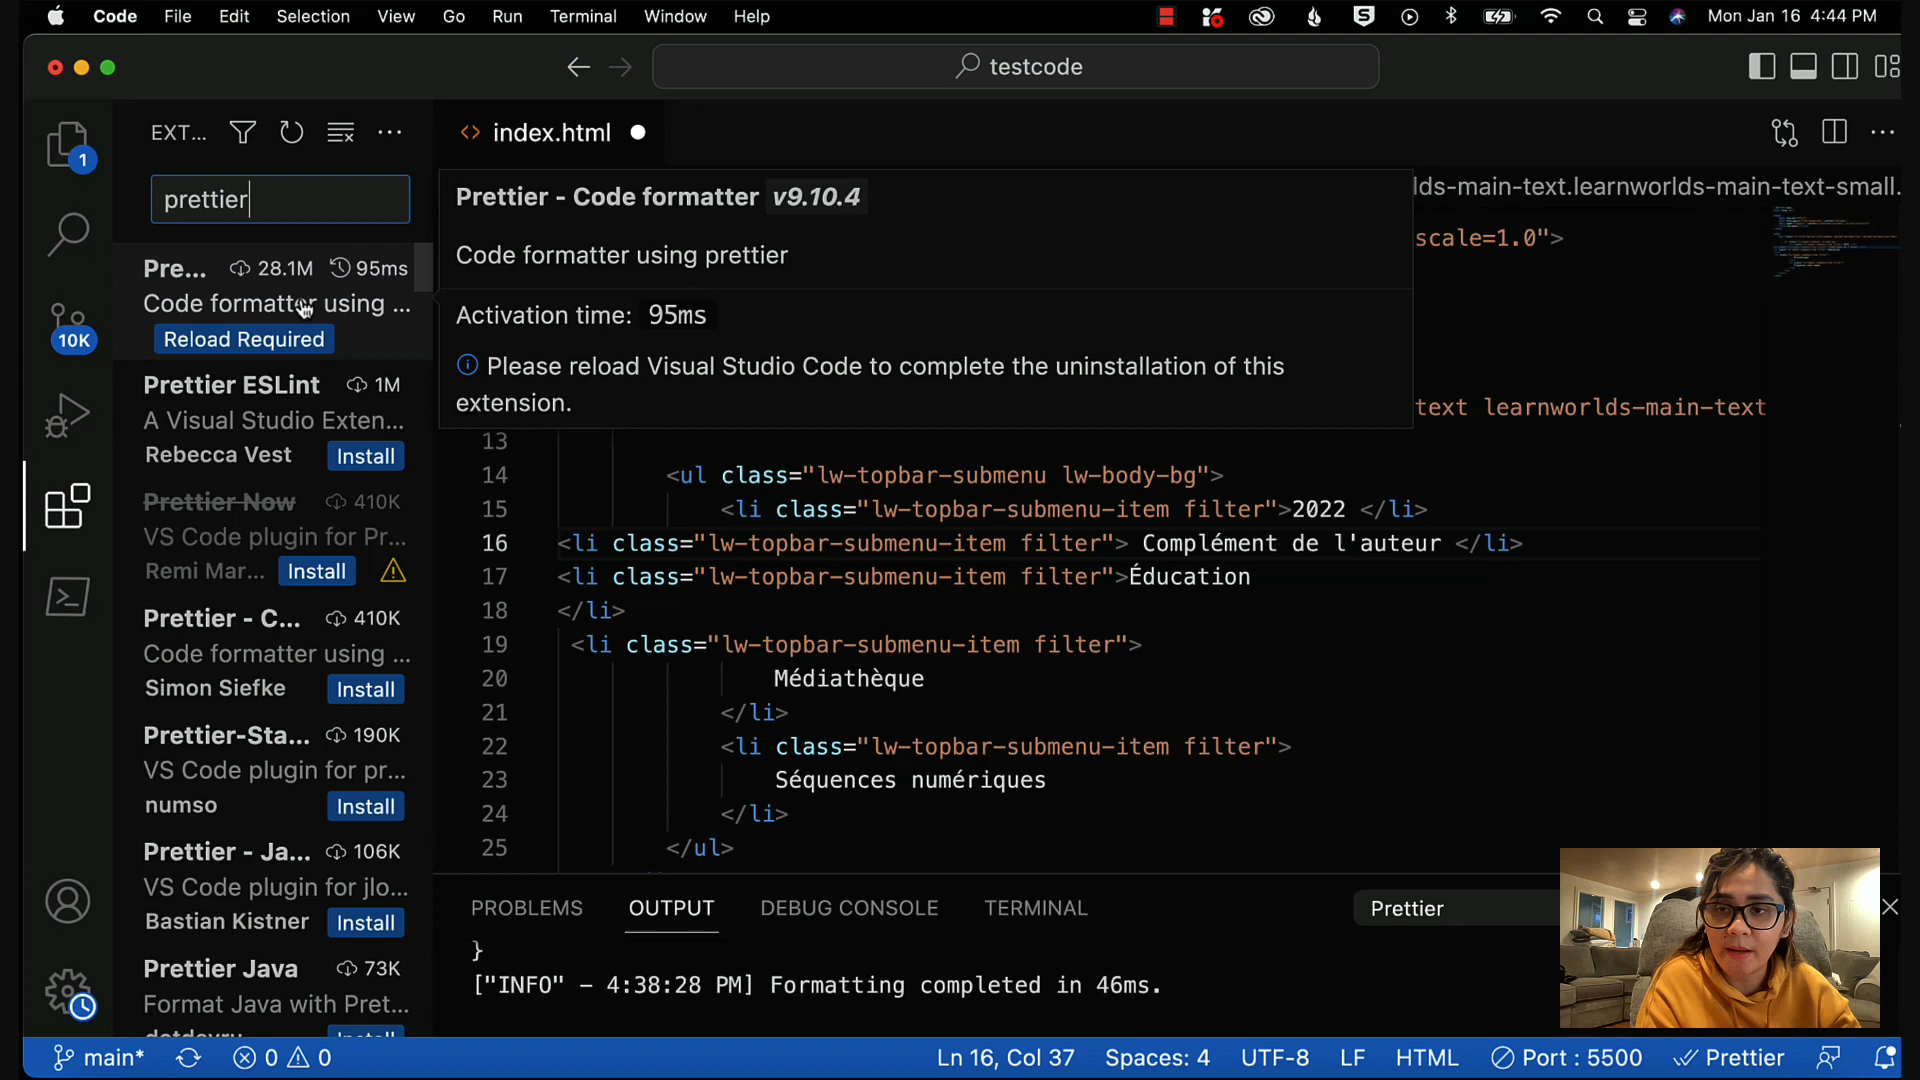 Code File Edit Selection View Go Run Terminal Window Help Mon Jan 16 4:44 PM
testcode
EXT...
index.html
prettier
Prettier - Code formatter v9.10.4
lds-main-text.learnworlds-main-text-small.
Code formatter using prettier
scale=1.0">
Activation time: 95ms
Please reload Visual Studio Code to complete the uninstallation of this
extension.
text learnworlds-main-text
1
10K
Pre... 28.1M 95ms
Code formatter using ...
Reload Required
Prettier ESLint 1M
A Visual Studio Exten...
Rebecca Vest Install
Prettier Now 410K
VS Code plugin for Pr...
Remi Mar... Install
Prettier - C... 410K
Code formatter using ...
Simon Siefke Install
Prettier-Sta... 190K
VS Code plugin for pr...
numso Install
Prettier - Ja... 106K
VS Code plugin for jlo...
Bastian Kistner Install
Prettier Java 73K
Format Java with Pret...
13
14 <ul class="lw-topbar-submenu lw-body-bg">
15 <li class="lw-topbar-submenu-item filter">2022 </li>
16 <li class="lw-topbar-submenu-item filter"> Complément de l'auteur </li>
17 <li class="lw-topbar-submenu-item filter">Éducation
18 </li>
19 <li class="lw-topbar-submenu-item filter">
20 Médiathèque
21 </li>
22 <li class="lw-topbar-submenu-item filter">
23 Séquences numériques
24 </li>
25 </ul>
PROBLEMS OUTPUT DEBUG CONSOLE TERMINAL Prettier
}
["INFO" – 4:38:28 PM] Formatting completed in 46ms.
main* 0 0 Ln 16, Col 37 Spaces: 4 UTF-8 LF HTML Port : 5500 Prettier